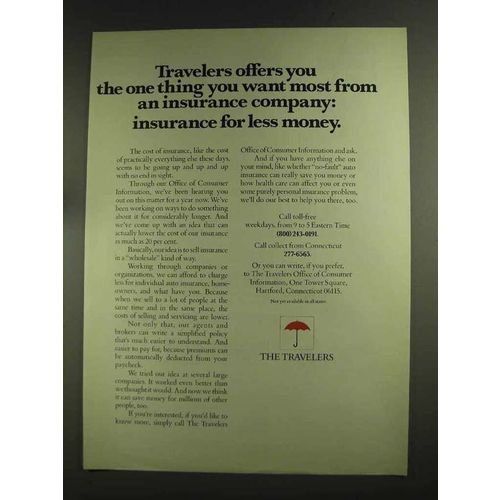 Travelers offers you
the one thing you want most from
an insurance company:
insurance for less money.
The cost of insurance, like the cost
of practically everything else these days,
seems to be going up and up and up
with no end in sight.
Through our Office of Consumer
Information, we've been hearing you
out on this matter for a year now. We've
been working on ways to do something
about it for considerably longer. And
we've come up with an idea that can
actually lower the cost of our insurance
as much as 20 per cent.
Basically, our idea is to sell insurance
in a "wholesale" kind of way.
Working through companies or
organizations, we can afford to charge
less for individual auto insurance, home-
owners, and what have you. Because
when we sell to a lot of people at the
same time and in the same place, the
costs of selling and servicing are lower.
Not only that, our agents and
brokers can write a simplified policy
that's much easier to understand. And
easier to pay for, because premiums can
be automatically deducted from your
paycheck.
We tried out idea at several large
companies. It worked even better than
we thought it would. And now we think
it can save money for millions of other
people, too.
If you're interested, if you'd like to
know more, simply call The Travelers
Office of Consumer Information and ask.
And if you have anything else on
your mind, like whether "no-fault" auto
insurance can really save you money or
how health care can affect you or even
some purely personal insurance problem,
we'll do our best to help you there, too.
Call toll-free
weekdays, from 9 to 5 Eastern Time
(800) 243-0191.
Call collect from Connecticut
277-6565.
Or you can write, if you prefer,
to The Travelers Office of Consumer
Information, One Tower Square,
Hartford, Connecticut 06115.
Not yet available in all states.
THE TRAVELERS